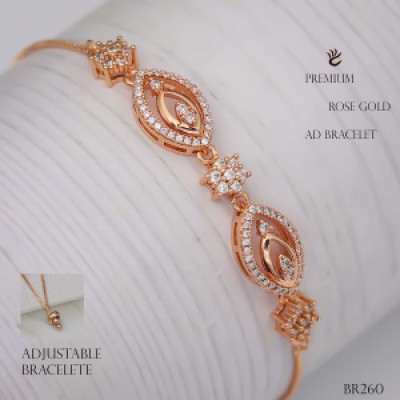 PREMIUM
ROSE GOLD
AD BRACELET
ADJUSTABLE
BRACELETE
BR260